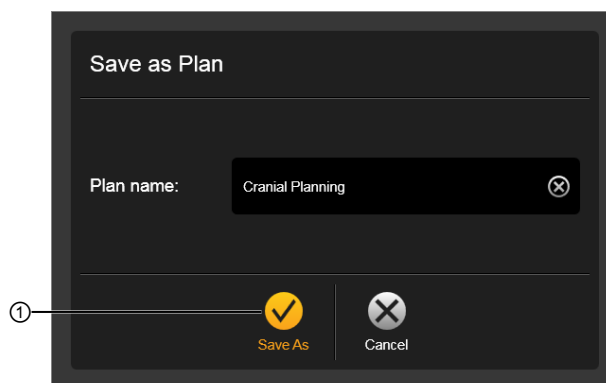 Save as Plan
Plan name:
Cranial Planning
①
Save As
Cancel